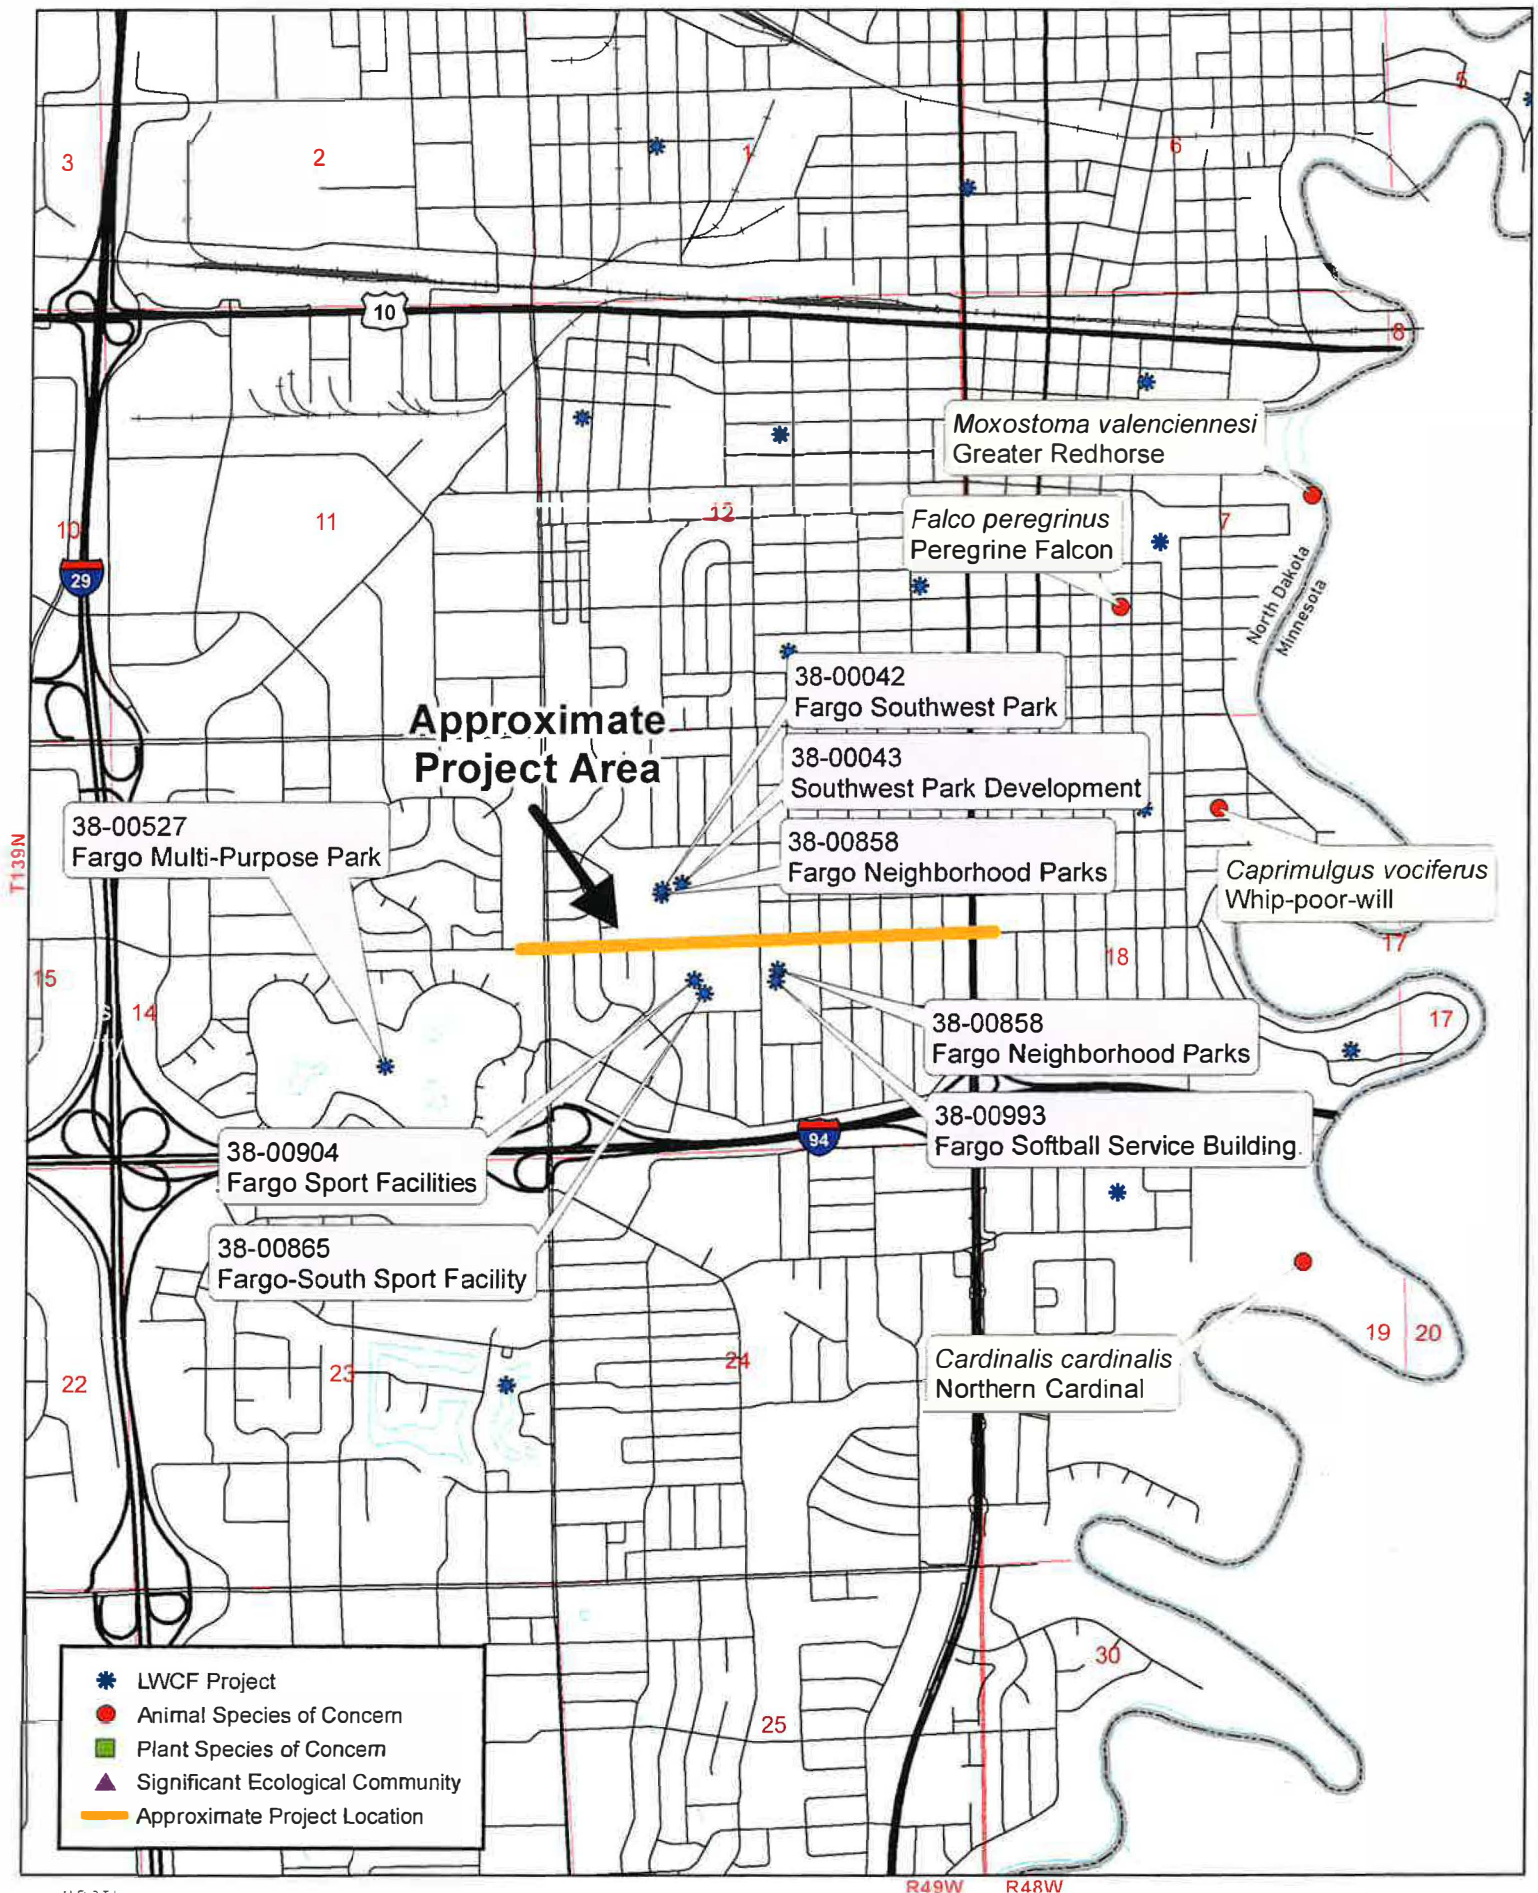 5
3
2
1
6
10
8
Moxostoma valenciennesi
Greater Redhorse
10
11
12
7
Falco peregrinus
Peregrine Falcon
29
North Dakota
Minnesota
38-00042
Fargo Southwest Park
Approximate
Project Area
38-00043
Southwest Park Development
38-00527
Fargo Multi-Purpose Park
38-00858
Fargo Neighborhood Parks
T139N
Caprimulgus vociferus
Whip-poor-will
17
18
15
14
17
38-00858
Fargo Neighborhood Parks
38-00904
Fargo Sport Facilities
94
38-00993
Fargo Softball Service Building.
38-00865
Fargo-South Sport Facility
19
20
Cardinalis cardinalis
Northern Cardinal
22
23
24
30
25
LWCF Project
Animal Species of Concern
Plant Species of Concern
Significant Ecological Community
Approximate Project Location
R49W
R48W